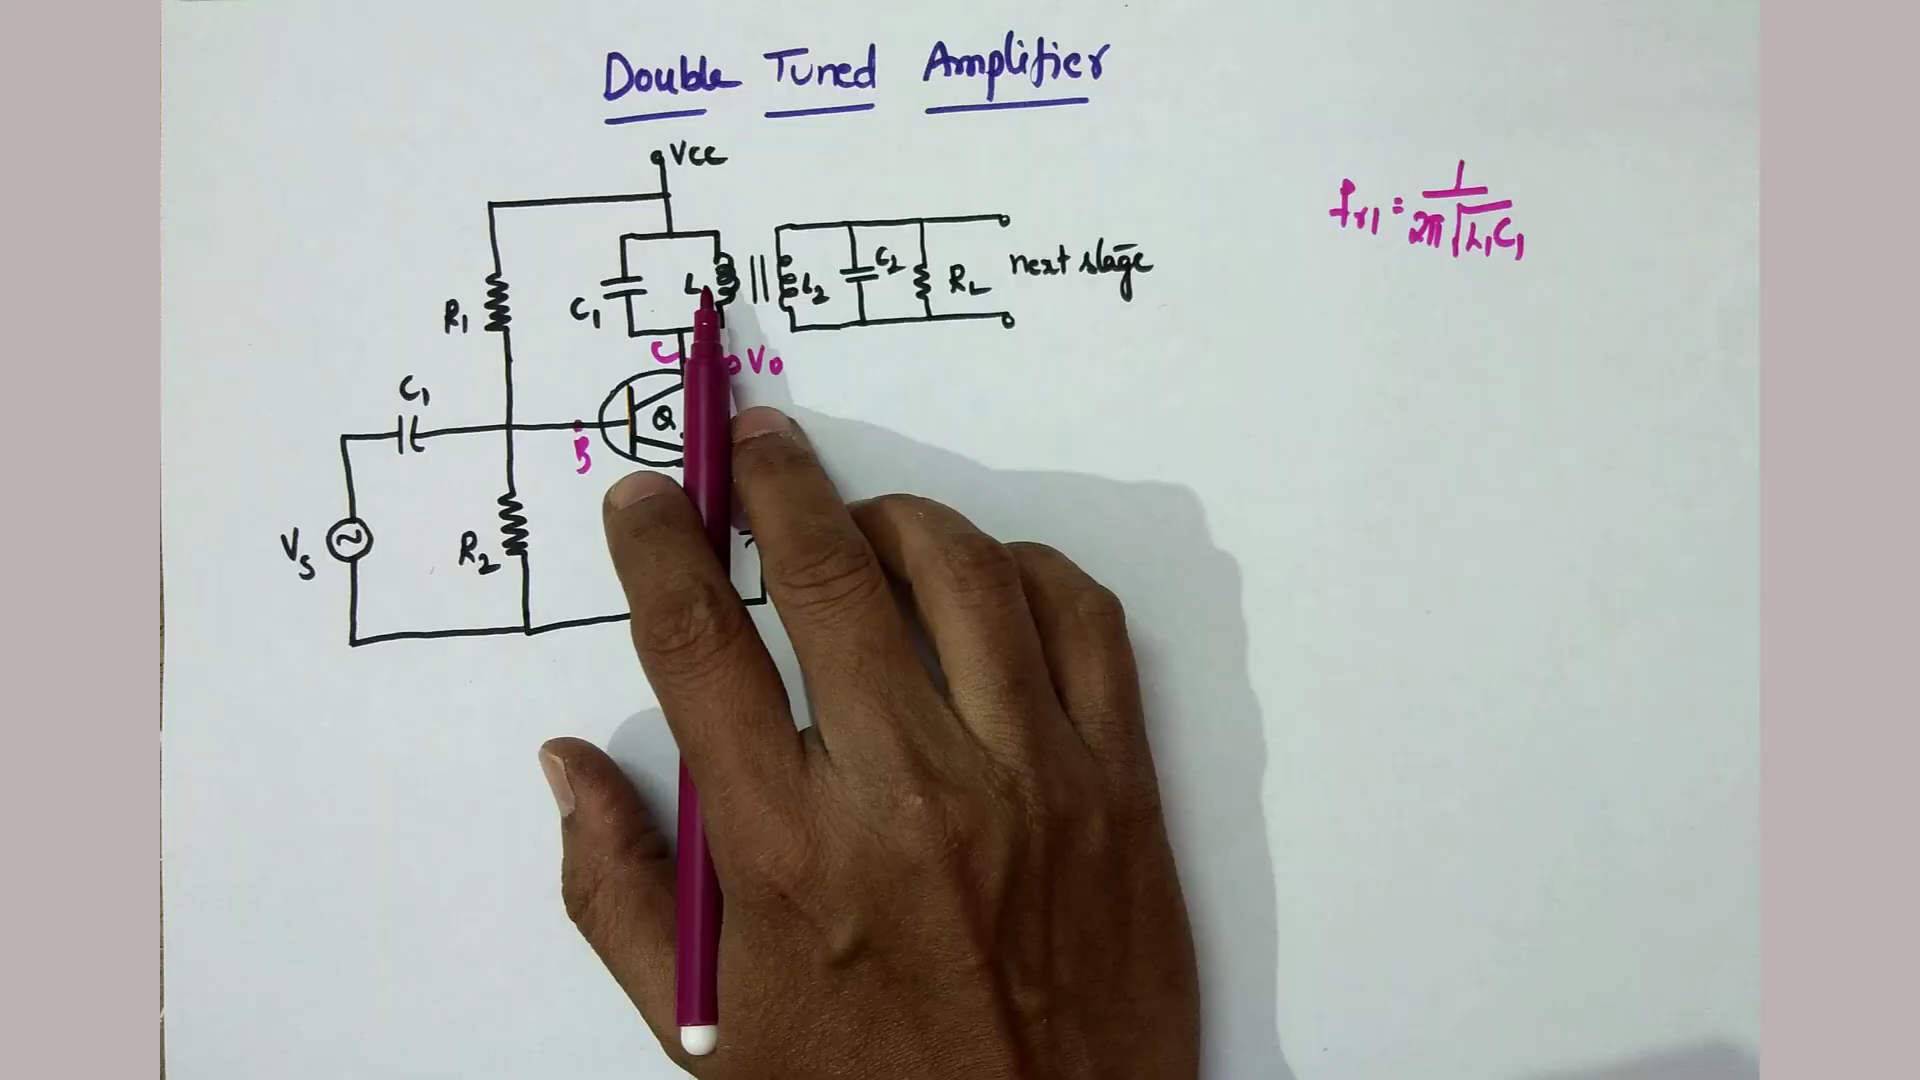 Double Tuned Amplifier
Vcc
fr1 = 1
2π√L1C1
R1
C1
L1
L2
C2
RL
next stage
C
Vo
C1
B
Q
Vs
R2